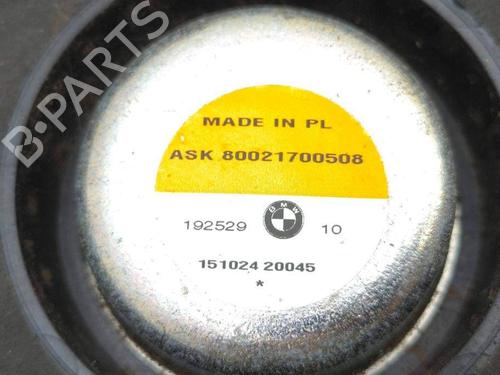 B-PARTS
MADE IN PL
ASK 80021700508
BMW
192529 10
151024 20045
*